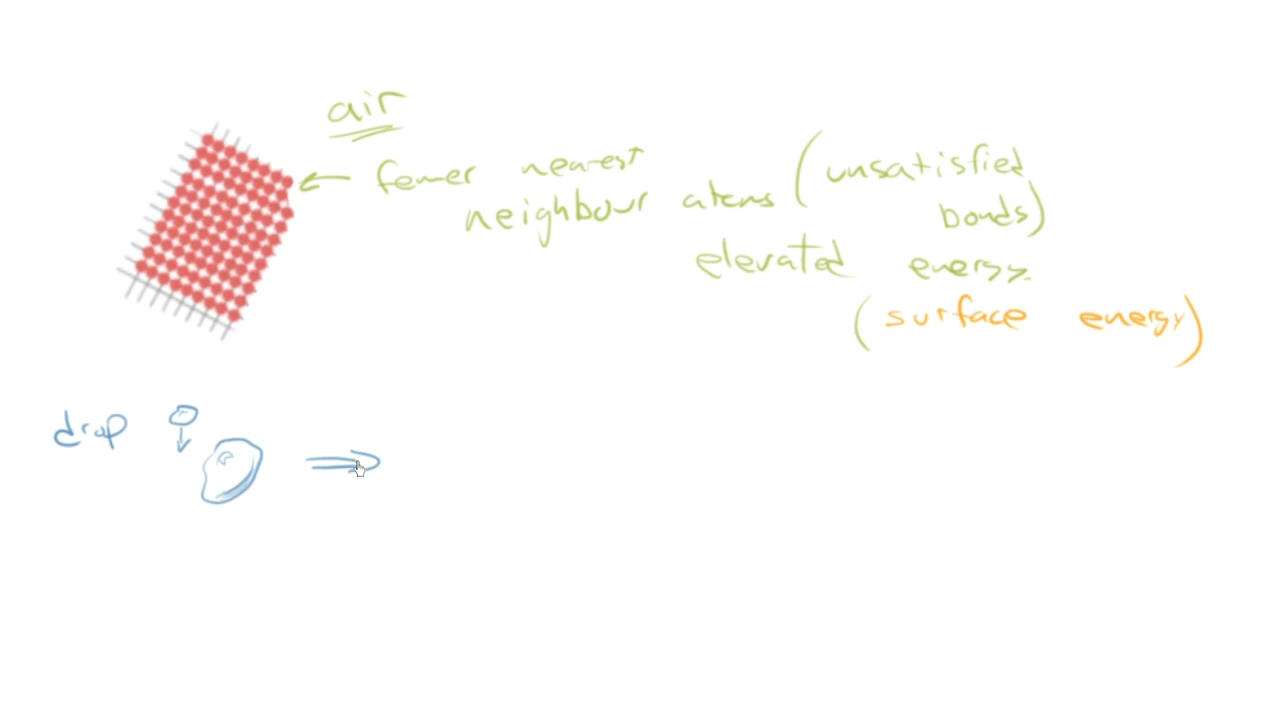 air
fewer nearest
neighbour atoms (unsatisfied
bonds)
elevated energy.
(surface energy)
drop